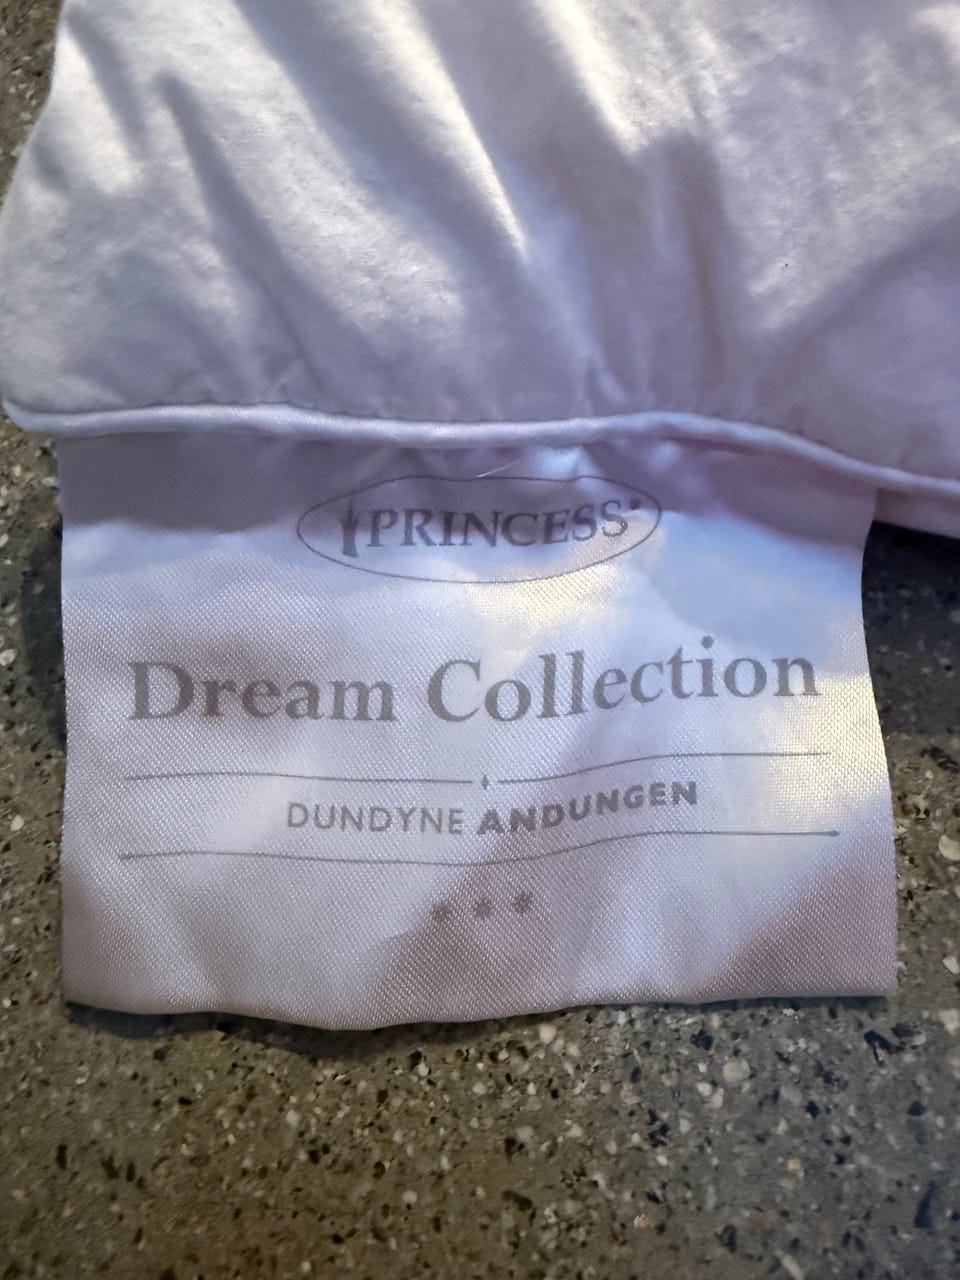 PRINCESS®
Dream Collection
DUNDYNE ANDUNGEN
***